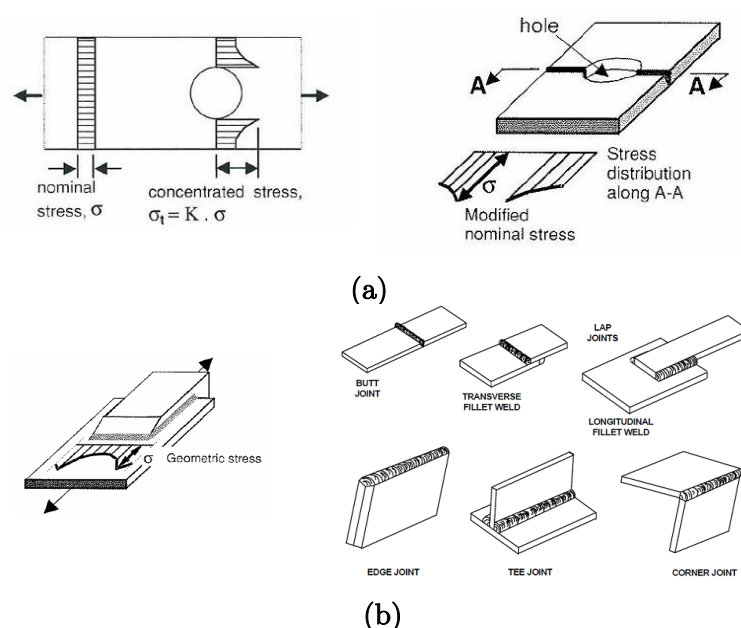 hole
A
A
nominal
stress, σ
concentrated stress,
σt = K . σ
Stress
distribution
along A-A
σ
Modified
nominal stress
(a)
BUTT
JOINT
TRANSVERSE
FILLET WELD
LAP
JOINTS
LONGITUDINAL
FILLET WELD
σ
Geometric stress
EDGE JOINT
TEE JOINT
CORNER JOINT
(b)